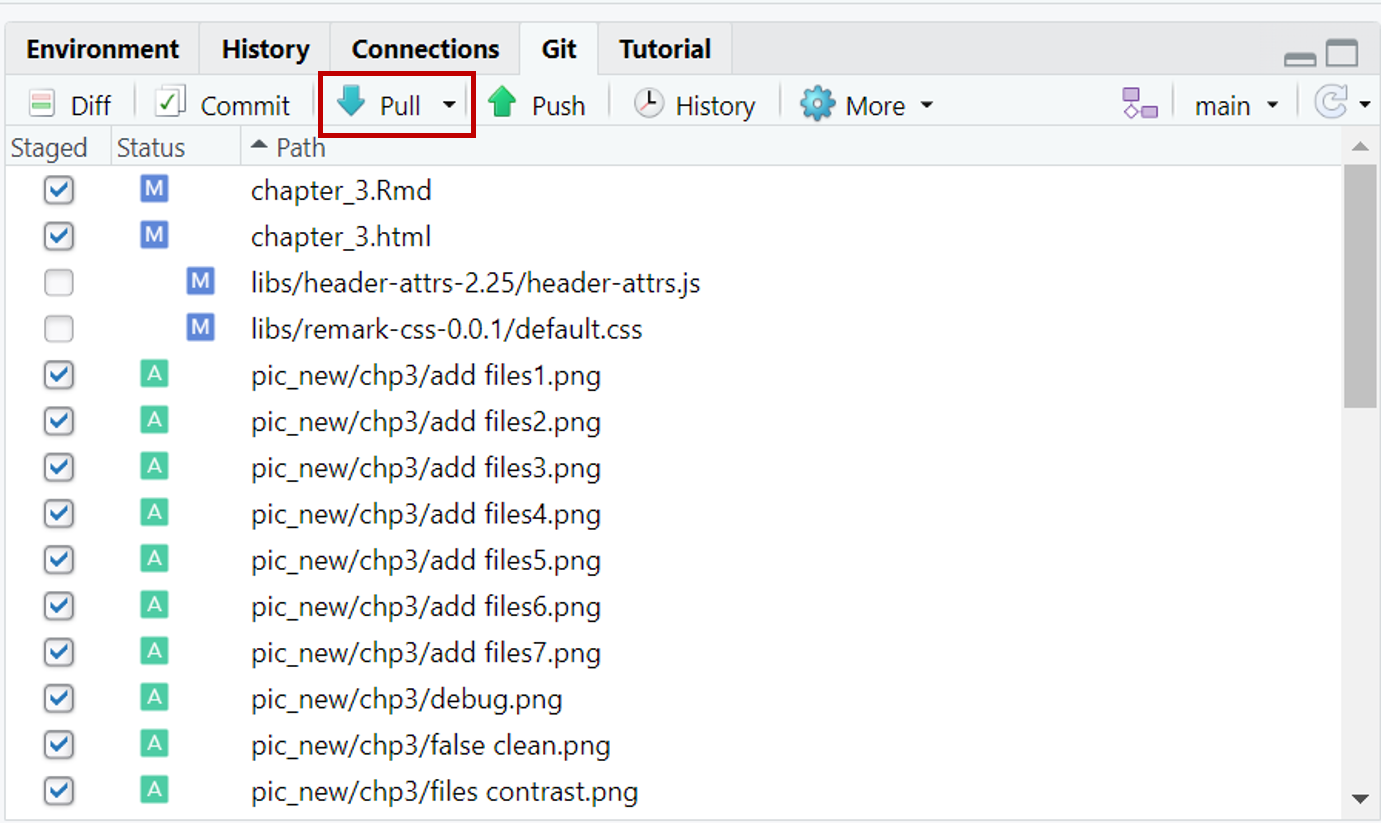 Environment History Connections Git Tutorial
Diff Commit Pull Push History More main
Staged Status Path
M chapter_3.Rmd
M chapter_3.html
M libs/header-attrs-2.25/header-attrs.js
M libs/remark-css-0.0.1/default.css
A pic_new/chp3/add files1.png
A pic_new/chp3/add files2.png
A pic_new/chp3/add files3.png
A pic_new/chp3/add files4.png
A pic_new/chp3/add files5.png
A pic_new/chp3/add files6.png
A pic_new/chp3/add files7.png
A pic_new/chp3/debug.png
A pic_new/chp3/false clean.png
A pic_new/chp3/files contrast.png